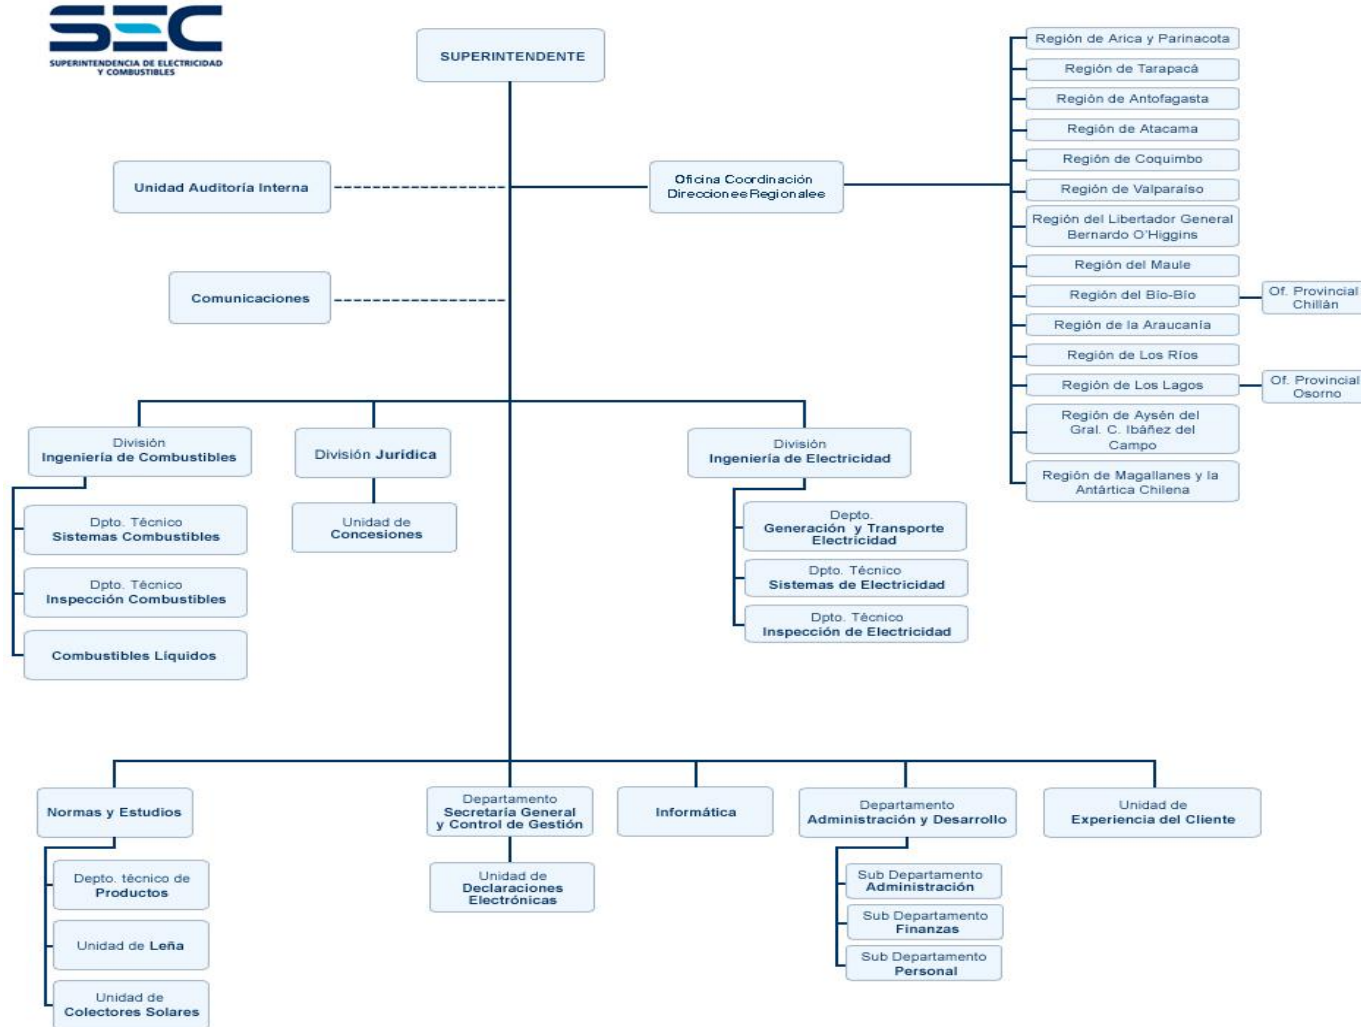 SEC
SUPERINTENDENCIA DE ELECTRICIDAD
Y COMBUSTIBLES
SUPERINTENDENTE
Unidad Auditoría Interna
Oficina Coordinación
Direccionee Regionalee
Comunicaciones
Región de Arica y Parinacota
Región de Tarapacá
Región de Antofagasta
Región de Atacama
Región de Coquimbo
Región de Valparaíso
Región del Libertador General
Bernardo O'Higgins
Región del Maule
Región del Bío-Bío
Of. Provincial
Chillán
Región de la Araucanía
Región de Los Ríos
Región de Los Lagos
Of. Provincial
Osorno
Región de Aysén del
Gral. C. Ibáñez del
Campo
Región de Magallanes y la
Antártica Chilena
División
Ingeniería de Combustibles
Dpto. Técnico
Sistemas Combustibles
Dpto. Técnico
Inspección Combustibles
Combustibles Líquidos
División Jurídica
Unidad de
Concesiones
División
Ingeniería de Electricidad
Depto.
Generación y Transporte
Electricidad
Dpto. Técnico
Sistemas de Electricidad
Dpto. Técnico
Inspección de Electricidad
Normas y Estudios
Depto. técnico de
Productos
Unidad de Leña
Unidad de
Colectores Solares
Departamento
Secretaría General
y Control de Gestión
Unidad de
Declaraciones
Electrónicas
Informática
Departamento
Administración y Desarrollo
Sub Departamento
Administración
Sub Departamento
Finanzas
Sub Departamento
Personal
Unidad de
Experiencia del Cliente